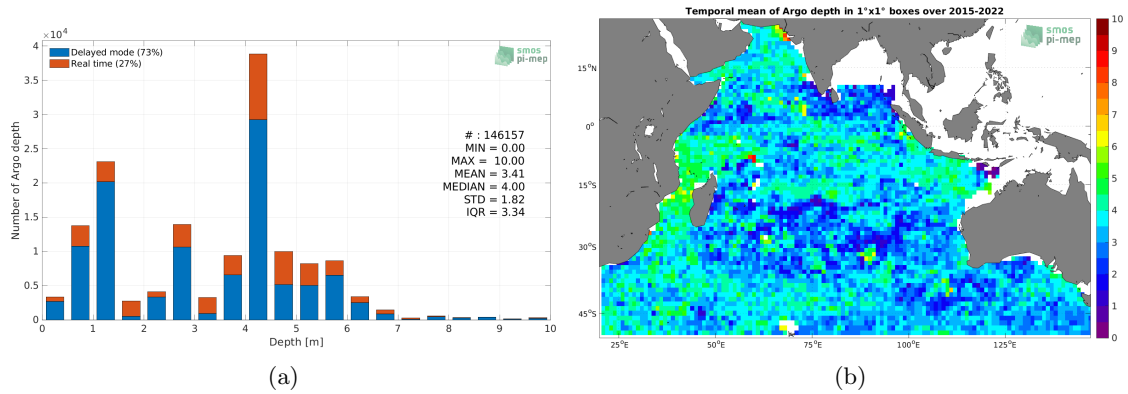 ×10⁴
Delayed mode (73%)
Real time (27%)
smos
pi-mep
# : 146157
MIN = 0.00
MAX = 10.00
MEAN = 3.41
MEDIAN = 4.00
STD = 1.82
IQR = 3.34
Number of Argo depth
4
3.5
3
2.5
2
1.5
1
0.5
0
0 1 2 3 4 5 6 7 8 9 10
Depth [m]
(a)
Temporal mean of Argo depth in 1°x1° boxes over 2015-2022
smos
pi-mep
15°N
0°
15°S
30°S
45°S
25°E 50°E 75°E 100°E 125°E
10
9
8
7
6
5
4
3
2
1
0
(b)